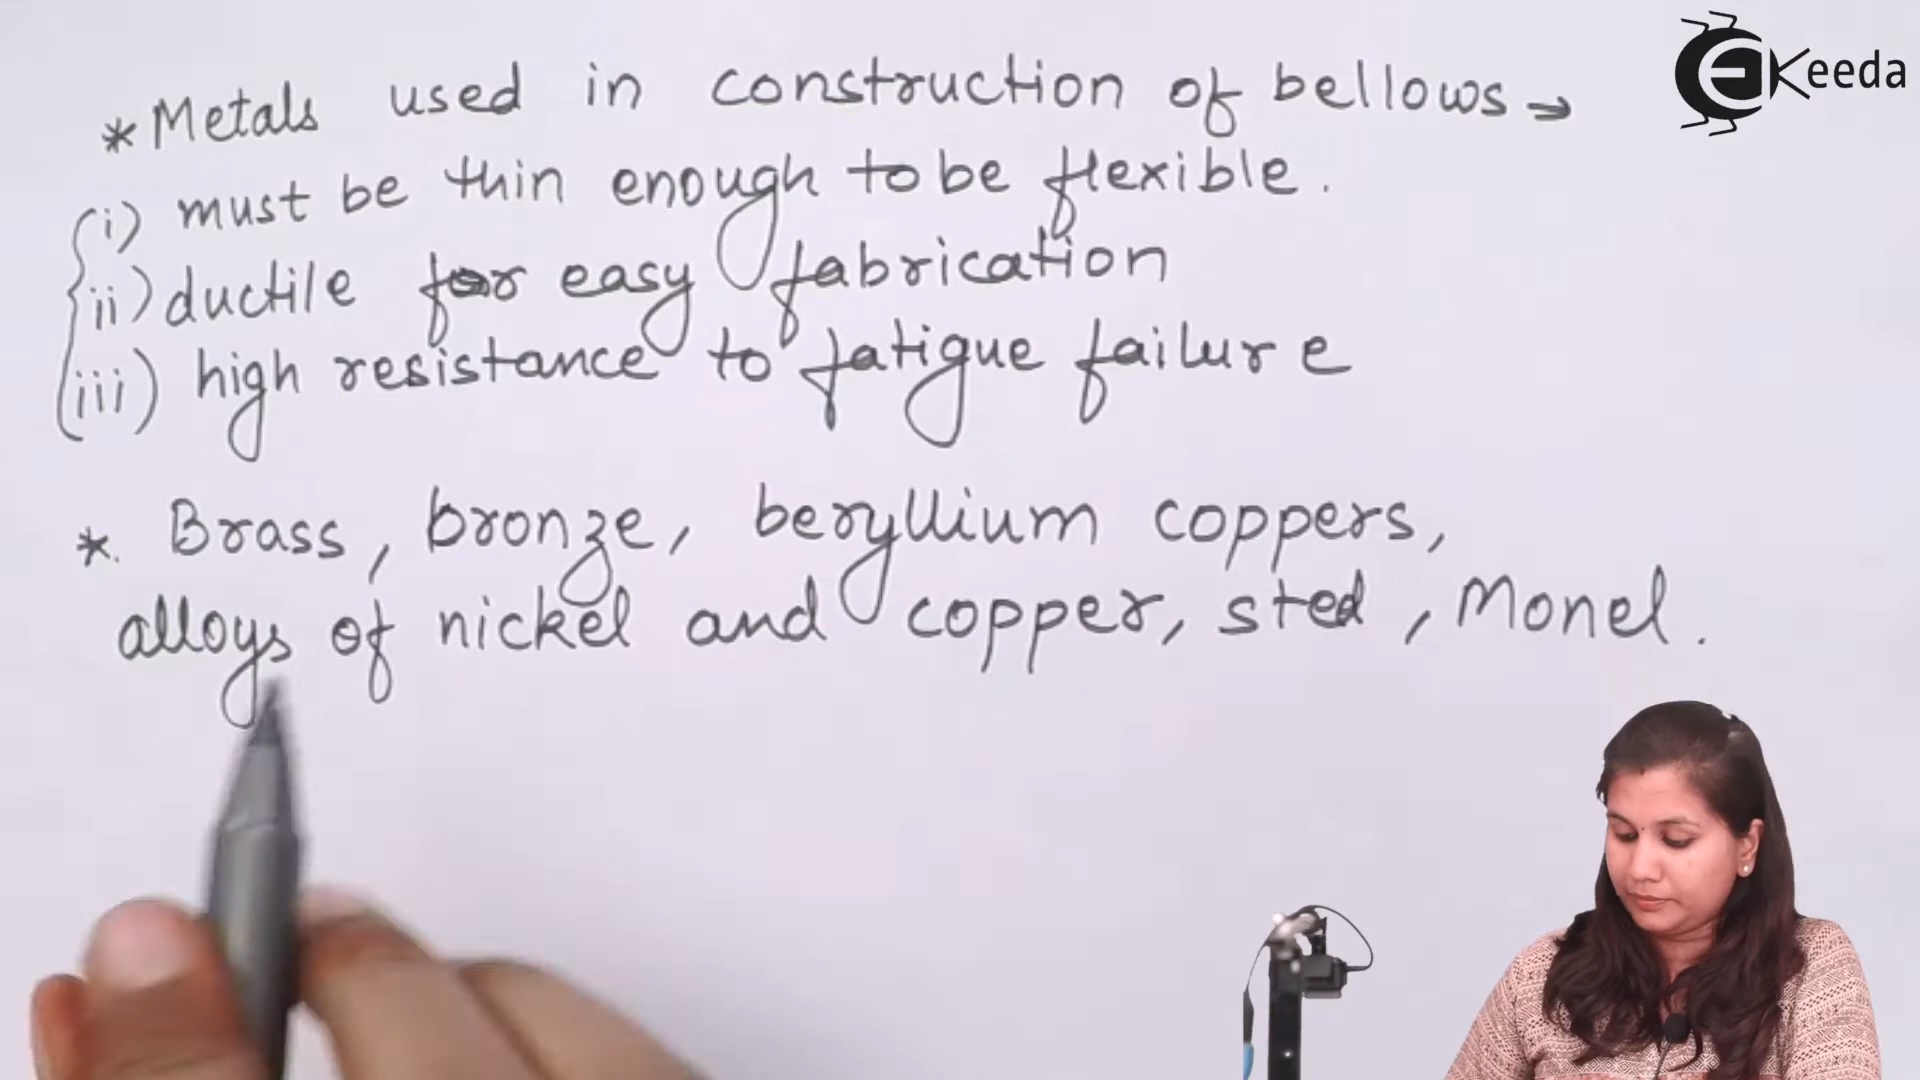 EKeeda
* Metals used in construction of bellows →
(i) must be thin enough to be flexible.
ii) ductile for easy fabrication
(iii) high resistance to fatigue failure
*. Brass, bronze, beryllium coppers,
alloys of nickel and copper, steel, Monel.